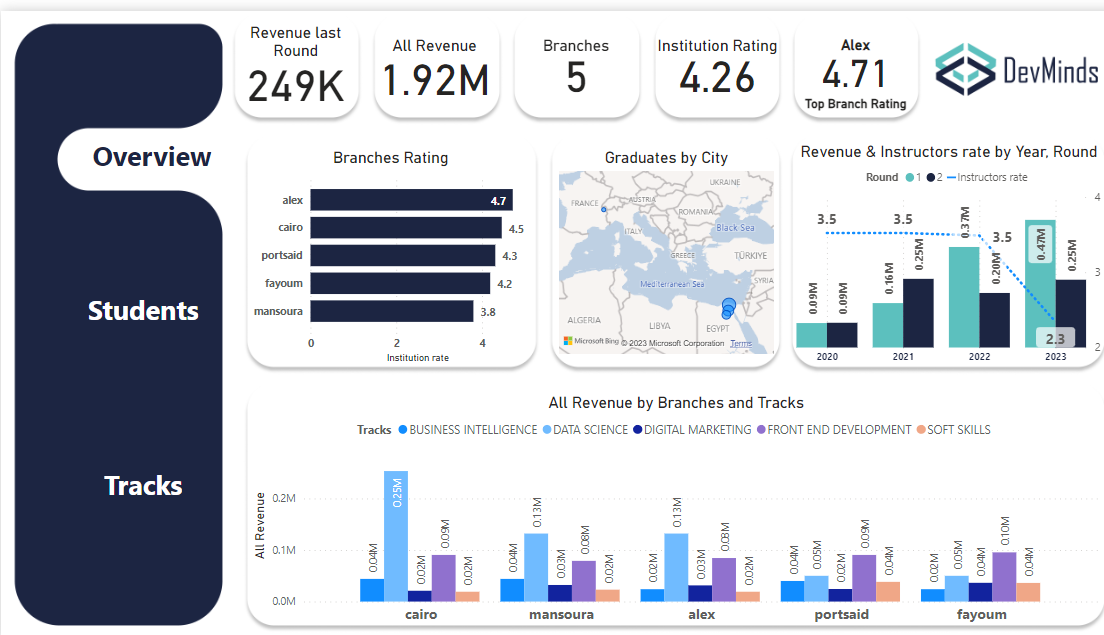 Revenue last
Round
249K
All Revenue
1.92M
Branches
5
Institution Rating
4.26
Alex
4.71
Top Branch Rating
DevMinds
Overview
Students
Tracks
Branches Rating
alex
4.7
cairo
4.5
portsaid
4.3
fayoum
4.2
mansoura
3.8
0
2
4
Institution rate
Graduates by City
UKRAINE
FRANCE
AUSTRIA
ROMANIA
ITALY
Black Sea
GREECE
TÜRKIYE
SYRIA
Mediterranean Sea
ALGERIA
LIBYA
EGYPT
Microsoft Bing
© 2023 Microsoft Corporation
Terms
Revenue & Instructors rate by Year, Round
Round 1 2 Instructors rate
4
3
2
3.5
3.5
3.5
2.3
0.09M
0.09M
0.16M
0.25M
0.37M
0.20M
0.47M
0.25M
2020
2021
2022
2023
All Revenue by Branches and Tracks
Tracks BUSINESS INTELLIGENCE DATA SCIENCE DIGITAL MARKETING FRONT END DEVELOPMENT SOFT SKILLS
All Revenue
0.2M
0.1M
0.0M
0.04M
0.25M
0.02M
0.09M
0.02M
0.04M
0.13M
0.03M
0.08M
0.02M
0.02M
0.13M
0.03M
0.08M
0.02M
0.04M
0.05M
0.02M
0.09M
0.04M
0.02M
0.05M
0.04M
0.10M
0.04M
cairo
mansoura
alex
portsaid
fayoum